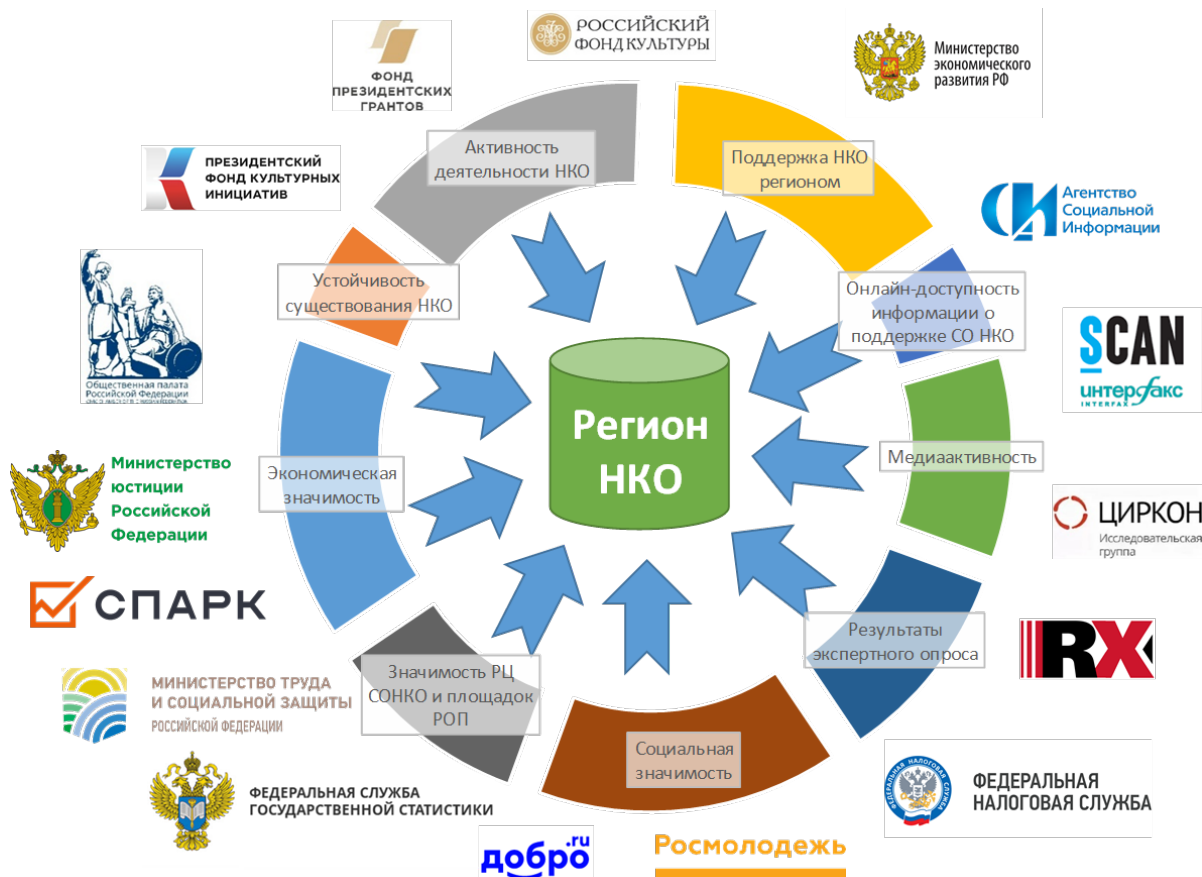 РОССИЙСКИЙ
ФОНД КУЛЬТУРЫ
ФОНД
ПРЕЗИДЕНТСКИХ
ГРАНТОВ
Министерство
экономического
развития РФ
Активность
деятельности НКО
Поддержка НКО
регионом
ПРЕЗИДЕНТСКИЙ
ФОНД КУЛЬТУРНЫХ
ИНИЦИАТИВ
СИ
Агентство
Социальной
Информации
Устойчивость
существования НКО
Онлайн-доступность
информации о
поддержке СО НКО
Общественная палата
Российской Федерации
SCAN
интерфакс
INTERFAX
Регион
НКО
Экономическая
значимость
Медиаактивность
Министерство
юстиции
Российской
Федерации
ЦИРКОН
Исследовательская
группа
СПАРК
Результаты
экспертного опроса
RX
Значимость РЦ
СОНКО и площадок
РОП
МИНИСТЕРСТВО ТРУДА
И СОЦИАЛЬНОЙ ЗАЩИТЫ
РОССИЙСКОЙ ФЕДЕРАЦИИ
Социальная
значимость
ФЕДЕРАЛЬНАЯ СЛУЖБА
ГОСУДАРСТВЕННОЙ СТАТИСТИКИ
ФЕДЕРАЛЬНАЯ
НАЛОГОВАЯ СЛУЖБА
добро.ru
Росмолодежь